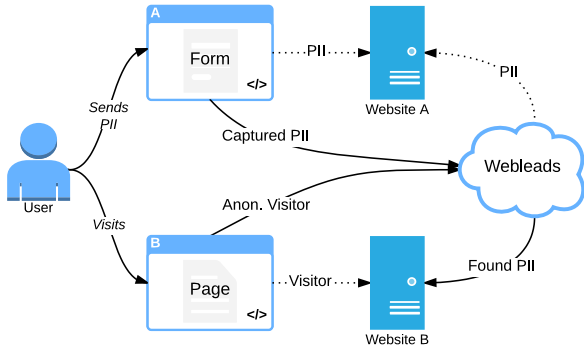 A
Form
</>
PII
Website A
PII
Sends
PII
Captured PII
Webleads
User
Visits
Anon. Visitor
B
Page
</>
Visitor
Found PII
Website B